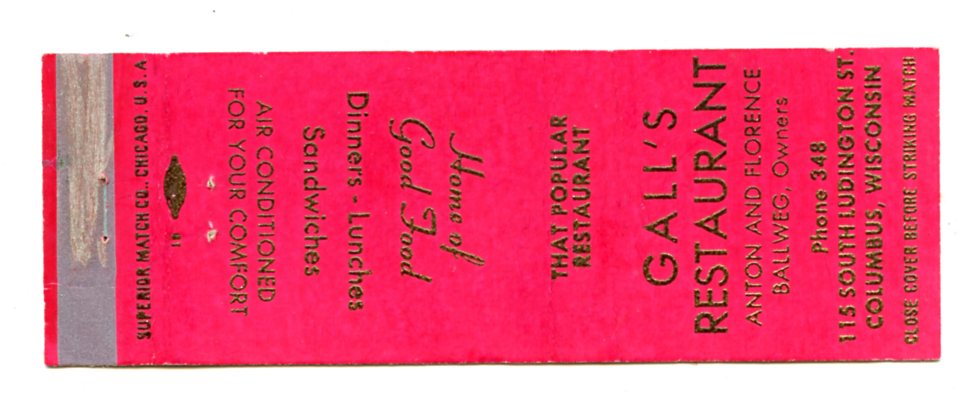 THAT POPULAR
RESTAURANT
GALL'S
RESTAURANT
ANTON AND FLORENCE
BALLWEG, Owners
Phone 348
115 SOUTH LUDINGTON ST.
COLUMBUS, WISCONSIN
CLOSE COVER BEFORE STRIKING MATCH
Home of
Good Food
Dinners - Lunches
Sandwiches
AIR CONDITIONED
FOR YOUR COMFORT
SUPERIOR MATCH CO., CHICAGO, U.S.A